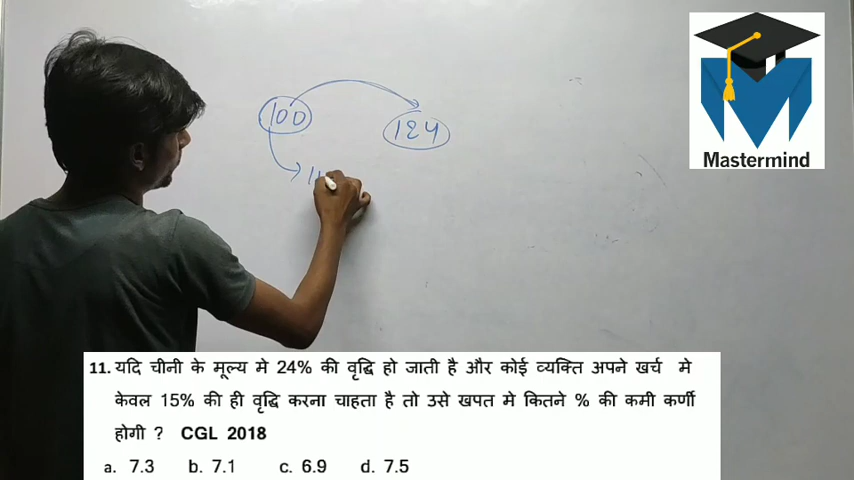 Mastermind
100
124
11. यदि चीनी के मूल्य मे 24% की वृद्धि हो जाती है और कोई व्यक्ति अपने खर्च मे
केवल 15% की ही वृद्धि करना चाहता है तो उसे खपत मे कितने % की कमी कर्णी
होगी ? CGL 2018
a. 7.3 b. 7.1 c. 6.9 d. 7.5